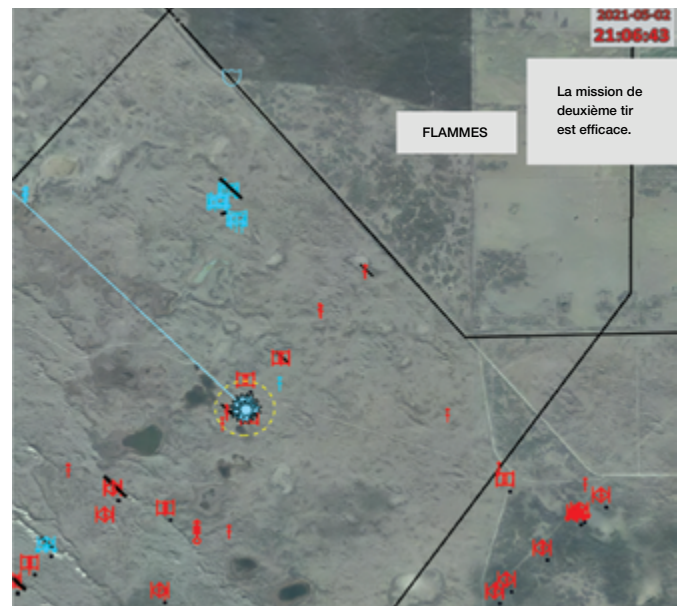 2021-05-02
21:06:43
La mission de
deuxième tir
est efficace.
FLAMMES